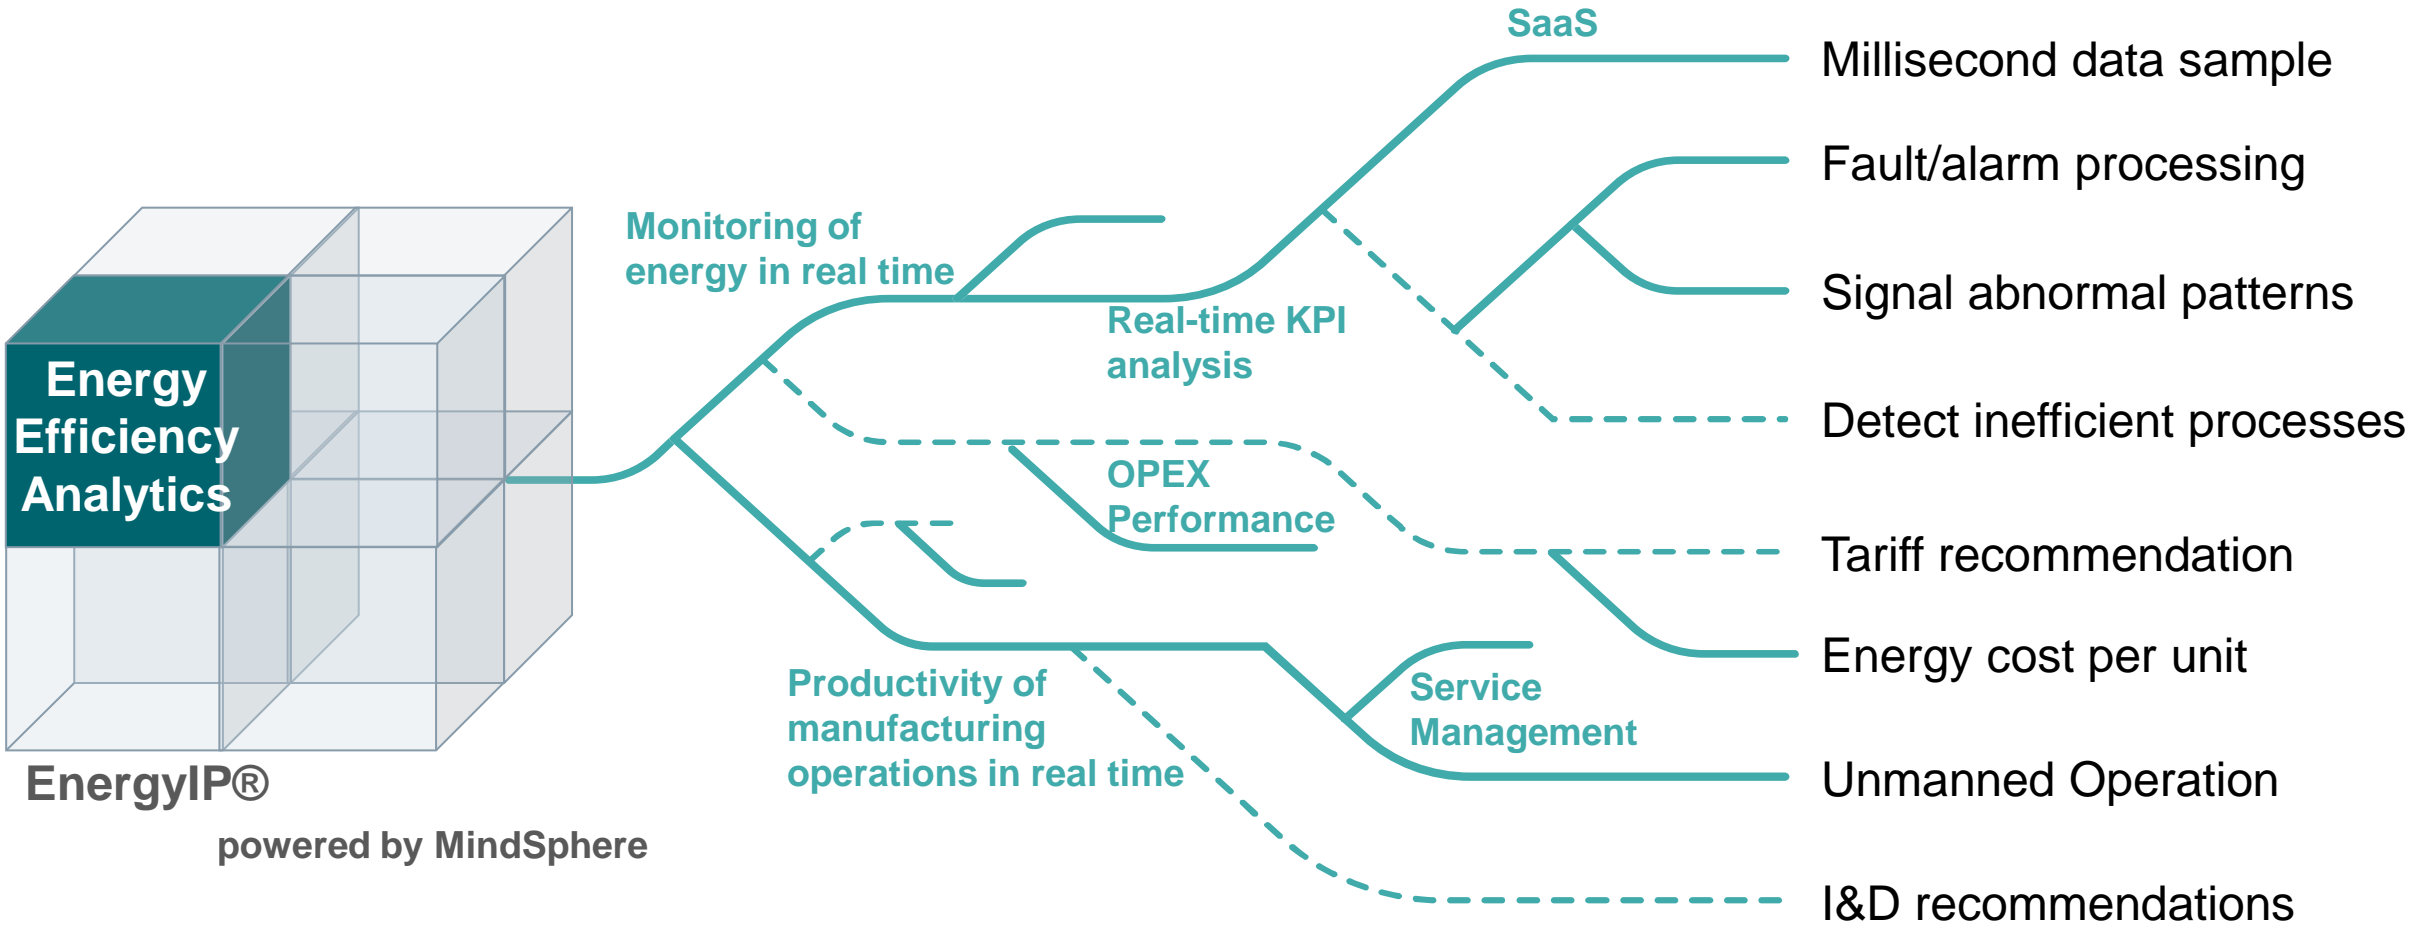 Energy
Efficiency
Analytics
EnergyIP®
powered by MindSphere
Monitoring of
energy in real time
Real-time KPI
analysis
SaaS
OPEX
Performance
Productivity of
manufacturing
operations in real time
Service
Management
Millisecond data sample
Fault/alarm processing
Signal abnormal patterns
Detect inefficient processes
Tariff recommendation
Energy cost per unit
Unmanned Operation
I&D recommendations